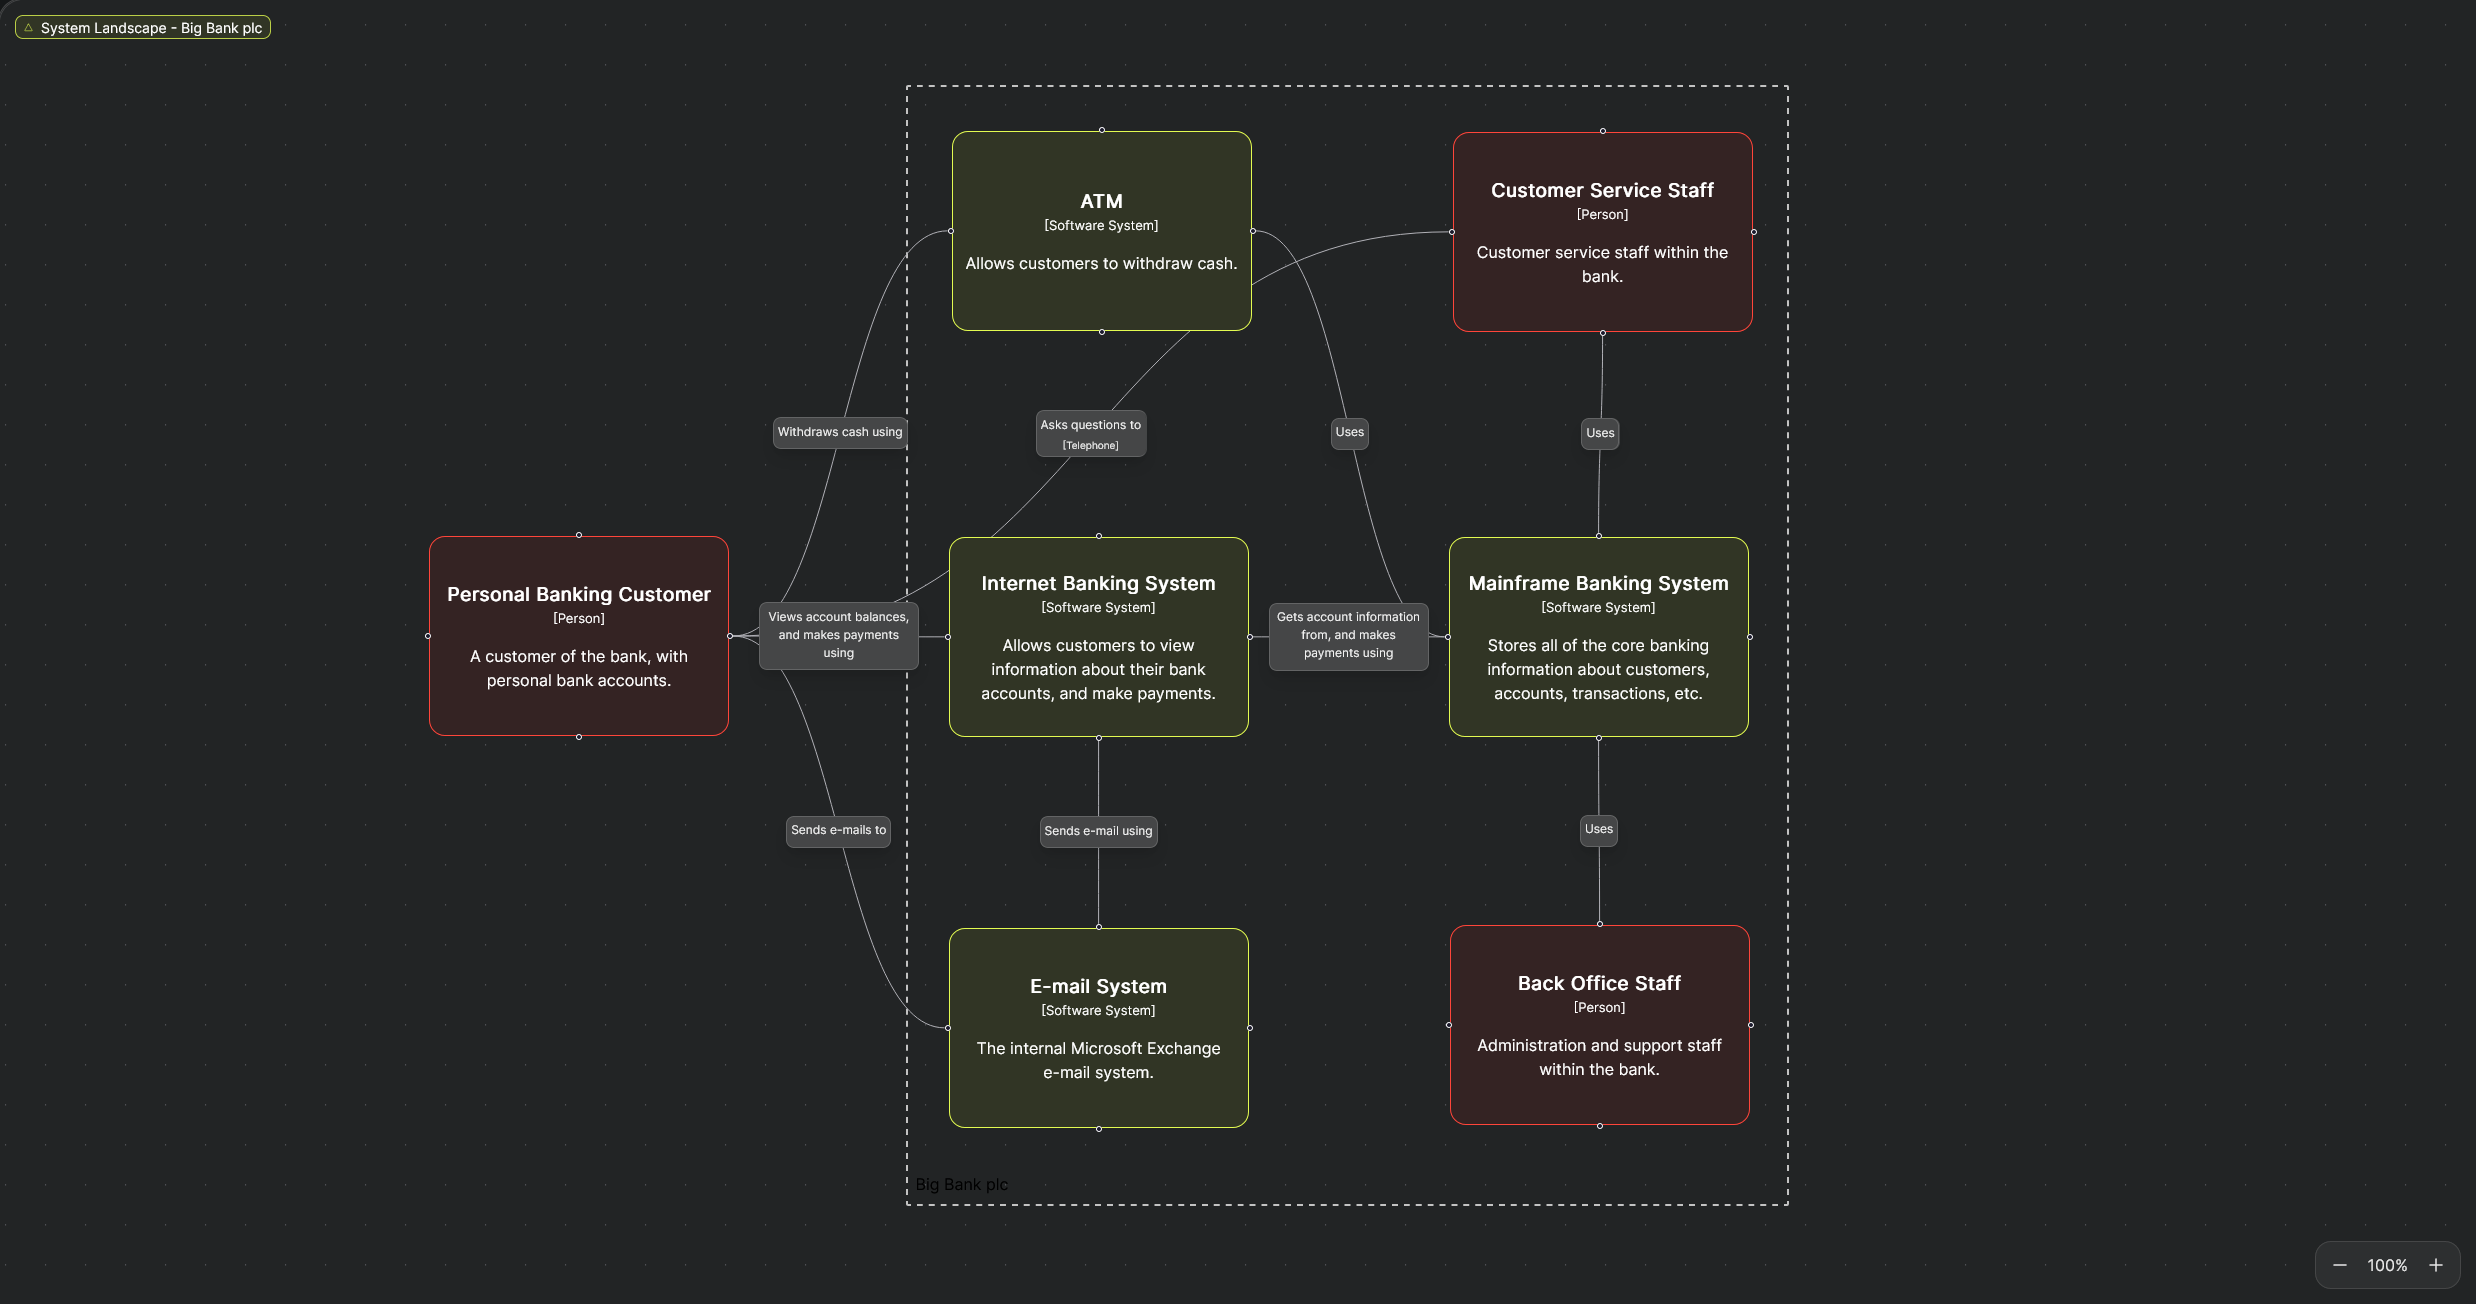 System Landscape - Big Bank plc
ATM
[Software System]
Allows customers to withdraw cash.
Customer Service Staff
[Person]
Customer service staff within the
bank.
Withdraws cash using
Asks questions to
[Telephone]
Uses
Uses
Personal Banking Customer
[Person]
A customer of the bank, with
personal bank accounts.
Views account balances,
and makes payments
using
Internet Banking System
[Software System]
Allows customers to view
information about their bank
accounts, and make payments.
Gets account information
from, and makes
payments using
Mainframe Banking System
[Software System]
Stores all of the core banking
information about customers,
accounts, transactions, etc.
Sends e-mails to
Sends e-mail using
Uses
E-mail System
[Software System]
The internal Microsoft Exchange
e-mail system.
Back Office Staff
[Person]
Administration and support staff
within the bank.
Big Bank plc
100%